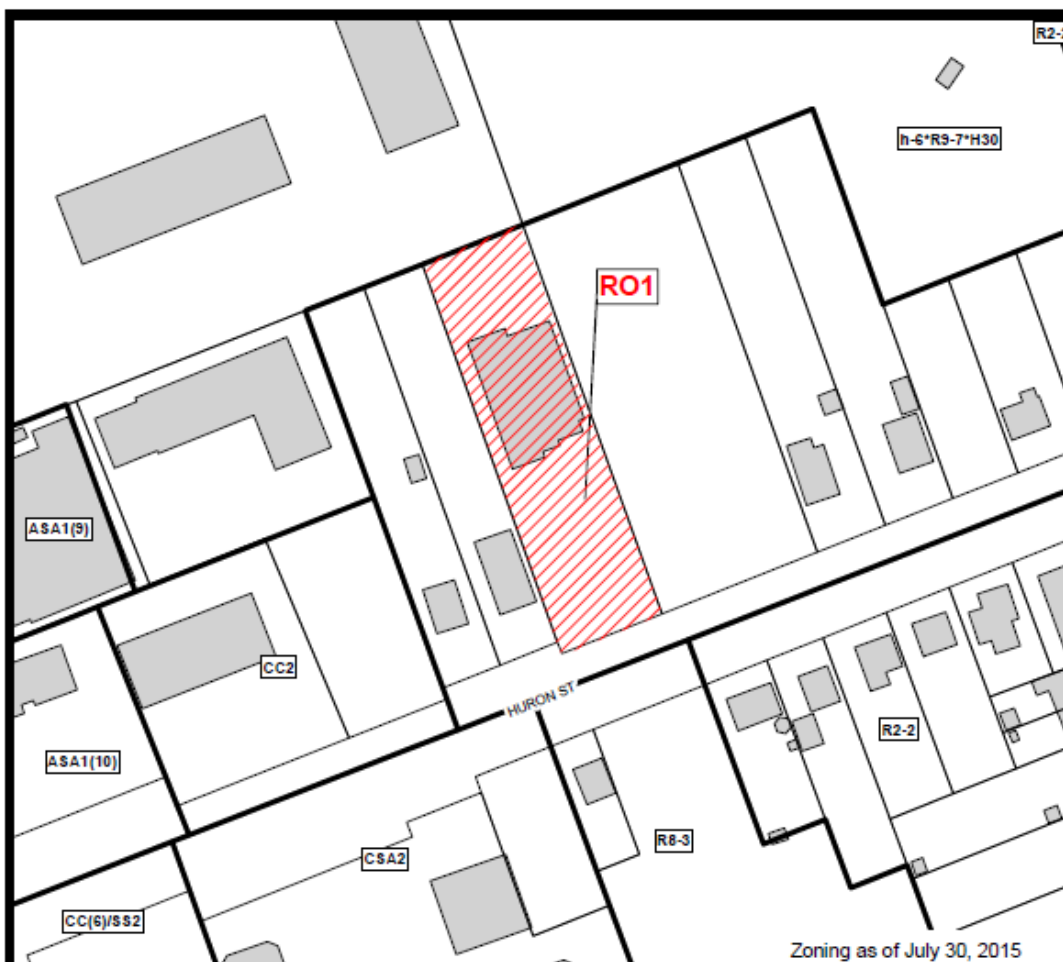 R2-
h-6*R9-7*H30
RO1
ASA1(9)
CC2
HURON ST
R2-2
ASA1(10)
R8-3
CSA2
CC(6)/SS2
Zoning as of July 30, 2015